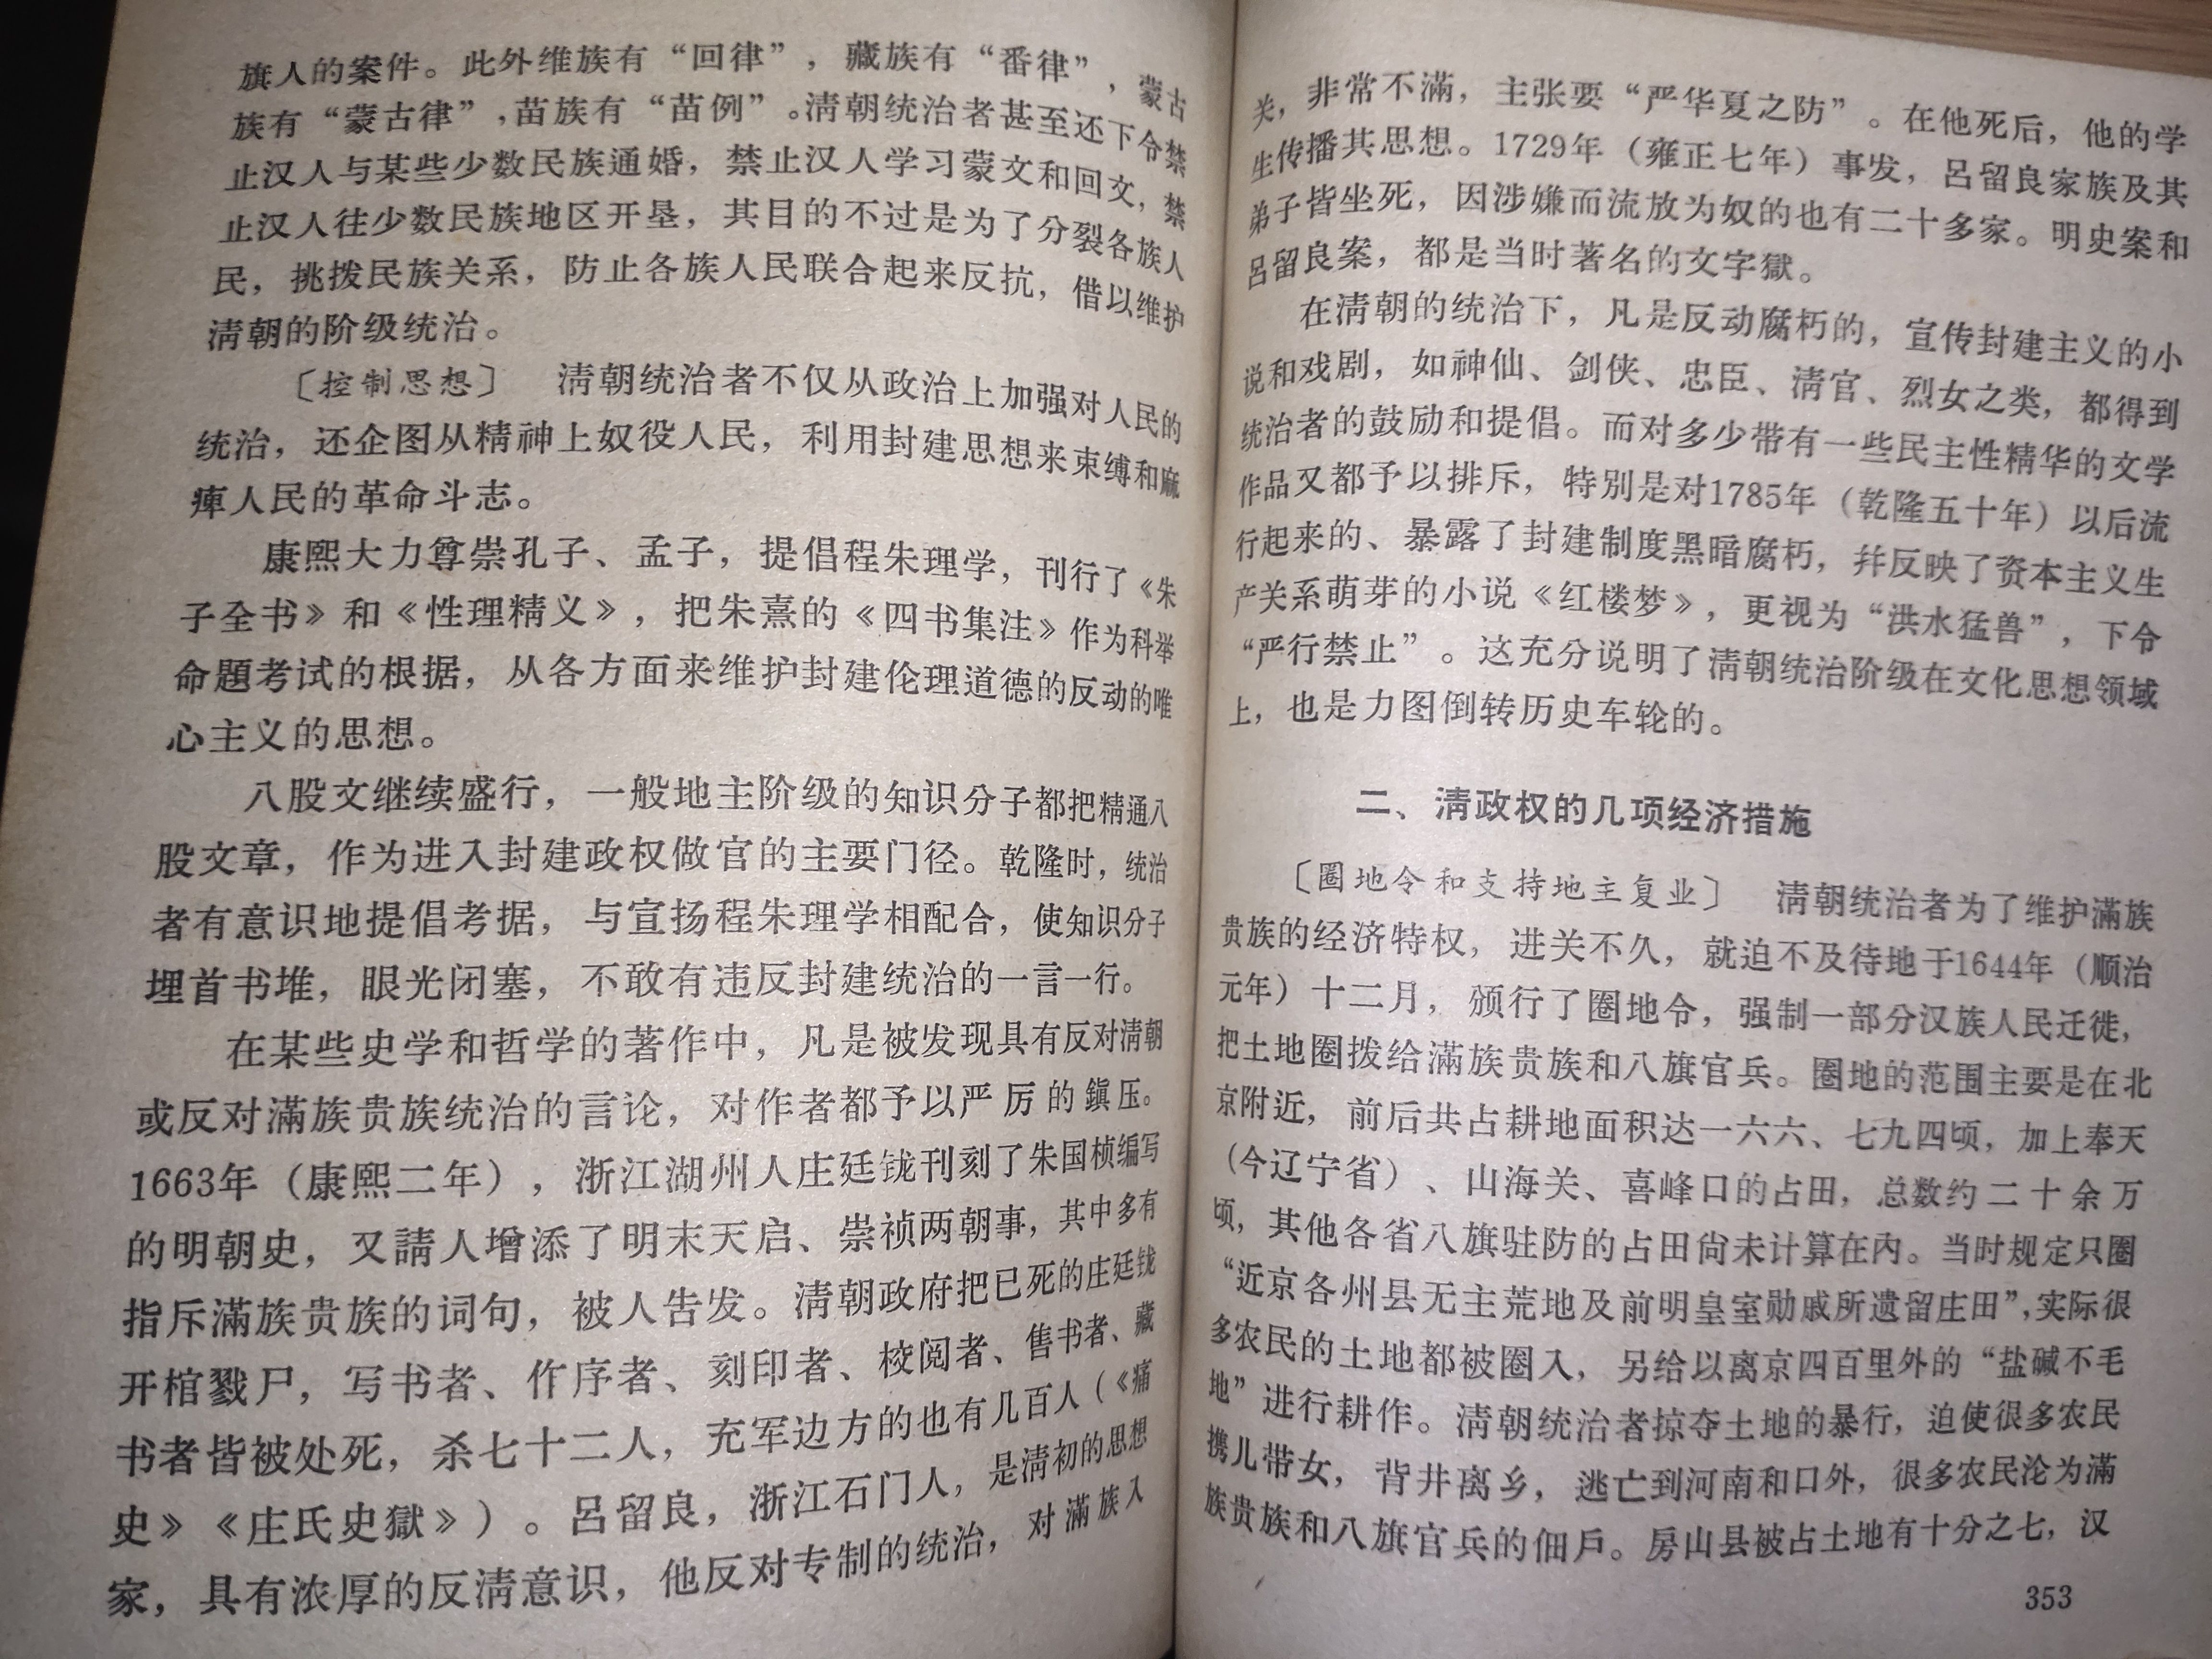 旗人的案件。此外维族有“回律”，藏族有“番律”，蒙古
族有“蒙古律”，苗族有“苗例”。清朝统治者甚至还下令禁
止汉人与某些少数民族通婚，禁止汉人学习蒙文和回文，禁
止汉人往少数民族地区开垦，其目的不过是为了分裂各族人
民，挑拨民族关系，防止各族人民联合起来反抗，借以维护
清朝的阶级统治。
〔控制思想〕 清朝统治者不仅从政治上加强对人民的
统治，还企图从精神上奴役人民，利用封建思想来束缚和麻
痺人民的革命斗志。
康熙大力尊崇孔子、孟子，提倡程朱理学，刊行了《朱
子全书》和《性理精义》，把朱熹的《四书集注》作为科举
命題考试的根据，从各方面来维护封建伦理道德的反动的唯
心主义的思想。
八股文继续盛行，一般地主阶级的知识分子都把精通八
股文章，作为进入封建政权做官的主要门径。乾隆时，统治
者有意识地提倡考据，与宣扬程朱理学相配合，使知识分子
埋首书堆，眼光闭塞，不敢有违反封建统治的一言一行。
在某些史学和哲学的著作中，凡是被发现具有反对清朝
或反对滿族贵族统治的言论，对作者都予以严厉的鎮压。
1663年（康熙二年），浙江湖州人庄廷钺刊刻了朱国桢编写
的明朝史，又請人增添了明末天启、崇祯两朝事，其中多有
指斥滿族贵族的词句，被人告发。清朝政府把已死的庄廷钺
开棺戮尸，写书者、作序者、刻印者、校阅者、售书者、藏
书者皆被处死，杀七十二人，充军边方的也有几百人（《痛
史》《庄氏史獄》）。呂留良，浙江石门人，是清初的思想
家，具有浓厚的反清意识，他反对专制的统治，对滿族入
关，非常不滿，主张要“严华夏之防”。在他死后，他的学
生传播其思想。1729年（雍正七年）事发，呂留良家族及其
弟子皆坐死，因涉嫌而流放为奴的也有二十多家。明史案和
呂留良案，都是当时著名的文字獄。
在清朝的统治下，凡是反动腐朽的，宣传封建主义的小
说和戏剧，如神仙、剑侠、忠臣、清官、烈女之类，都得到
统治者的鼓励和提倡。而对多少带有一些民主性精华的文学
作品又都予以排斥，特别是对1785年（乾隆五十年）以后流
行起来的、暴露了封建制度黑暗腐朽，幷反映了资本主义生
产关系萌芽的小说《红楼梦》，更视为“洪水猛兽”，下令
“严行禁止”。这充分说明了清朝统治阶级在文化思想领域
上，也是力图倒转历史车轮的。
二、清政权的几项经济措施
〔圈地令和支持地主复业〕 清朝统治者为了维护滿族
贵族的经济特权，进关不久，就迫不及待地于1644年（顺治
元年）十二月，颁行了圈地令，强制一部分汉族人民迁徙，
把土地圈拨给滿族贵族和八旗官兵。圈地的范围主要是在北
京附近，前后共占耕地面积达一六六、七九四顷，加上奉天
（今辽宁省）、山海关、喜峰口的占田，总数约二十余万
顷，其他各省八旗驻防的占田尙未计算在內。当时规定只圈
“近京各州县无主荒地及前明皇室勋戚所遗留庄田”，实际很
多农民的土地都被圈入，另给以离京四百里外的“盐碱不毛
地”进行耕作。清朝统治者掠夺土地的暴行，迫使很多农民
携儿带女，背井离乡，逃亡到河南和口外，很多农民沦为滿
族贵族和八旗官兵的佃戶。房山县被占土地有十分之七，汉
353